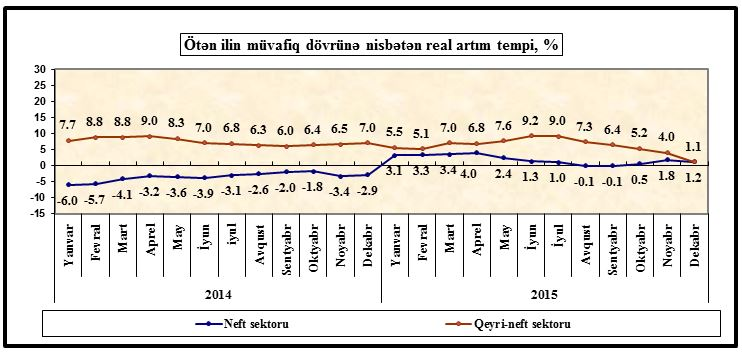 Ötən ilin müvafiq dövrünə nisbətən real artım tempi, %
30
25
20
15
10
5
0
-5
-10
-15
7.7 8.8 8.8 9.0 8.3 7.0 6.8 6.3 6.0 6.4 6.5 7.0 5.5 5.1 7.0 6.8 7.6 9.2 9.0 7.3 6.4 5.2 4.0 1.1
-6.0 -5.7 -4.1 -3.2 -3.6 -3.9 -3.1 -2.6 -2.0 -1.8 -3.4 -2.9 3.1 3.3 3.4 4.0 2.4 1.3 1.0 -0.1 -0.1 0.5 1.8 1.2
Yanvar Fevral Mart Aprel May İyun iyul Avqust Sentyabr Oktyabr Noyabr Dekabr Yanvar Fevral Mart Aprel May İyun İyul Avqust Sentyabr Oktyabr Noyabr Dekabr
2014 2015
Neft sektoru Qeyri-neft sektoru